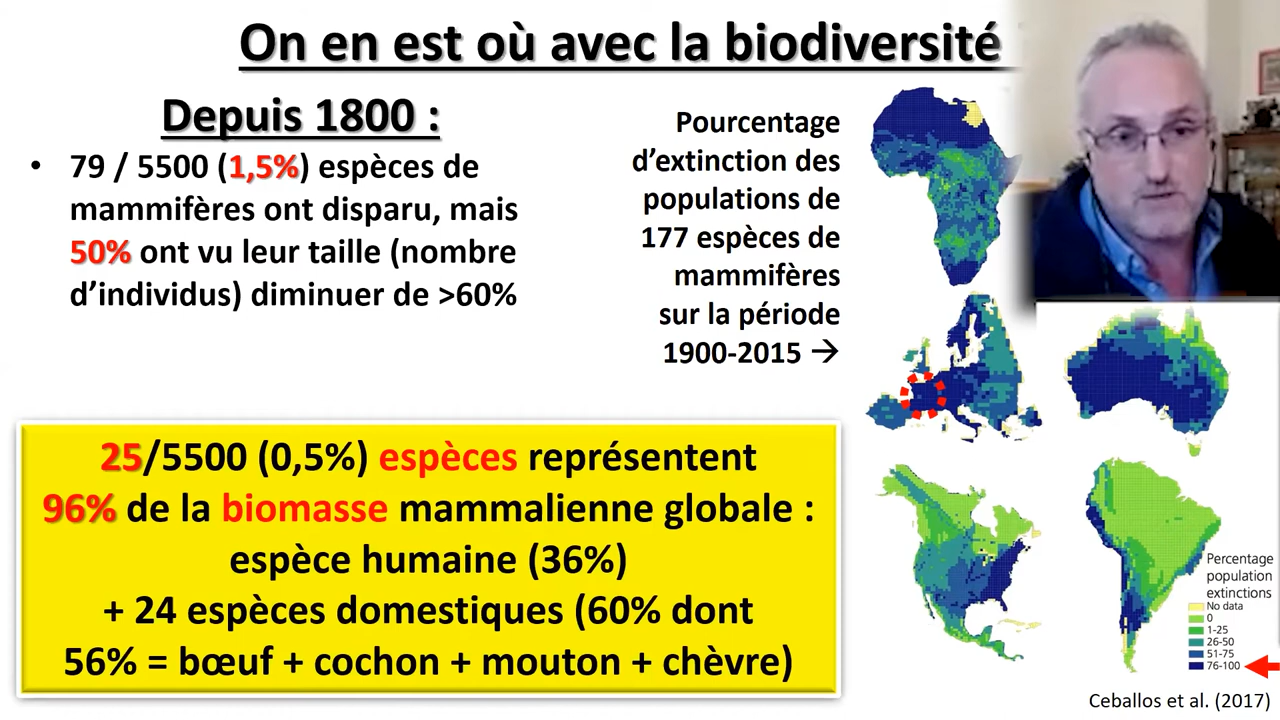 On en est où avec la biodiversité
Depuis 1800 :
• 79 / 5500 (1,5%) espèces de
mammifères ont disparu, mais
50% ont vu leur taille (nombre
d’individus) diminuer de >60%
Pourcentage
d’extinction des
populations de
177 espèces de
mammifères
sur la période
1900-2015 →
25/5500 (0,5%) espèces représentent
96% de la biomasse mammalienne globale :
espèce humaine (36%)
+ 24 espèces domestiques (60% dont
56% = bœuf + cochon + mouton + chèvre)
Percentage
population
extinctions
No data
0
1-25
26-50
51-75
76-100
Ceballos et al. (2017)